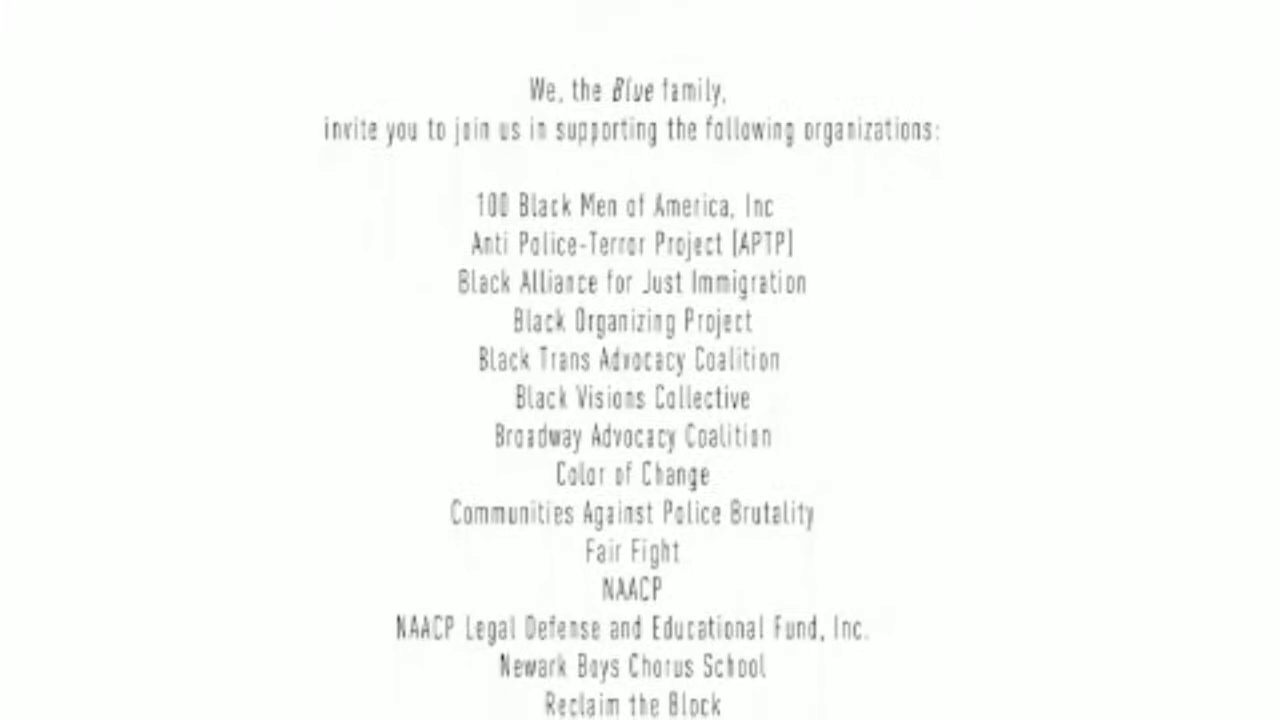 We, the Blue family,
invite you to join us in supporting the following organizations:
100 Black Men of America, Inc
Anti Police-Terror Project [APTP]
Black Alliance for Just Immigration
Black Organizing Project
Black Trans Advocacy Coalition
Black Visions Collective
Broadway Advocacy Coalition
Color of Change
Communities Against Police Brutality
Fair Fight
NAACP
NAACP Legal Defense and Educational Fund, Inc.
Newark Boys Chorus School
Reclaim the Block